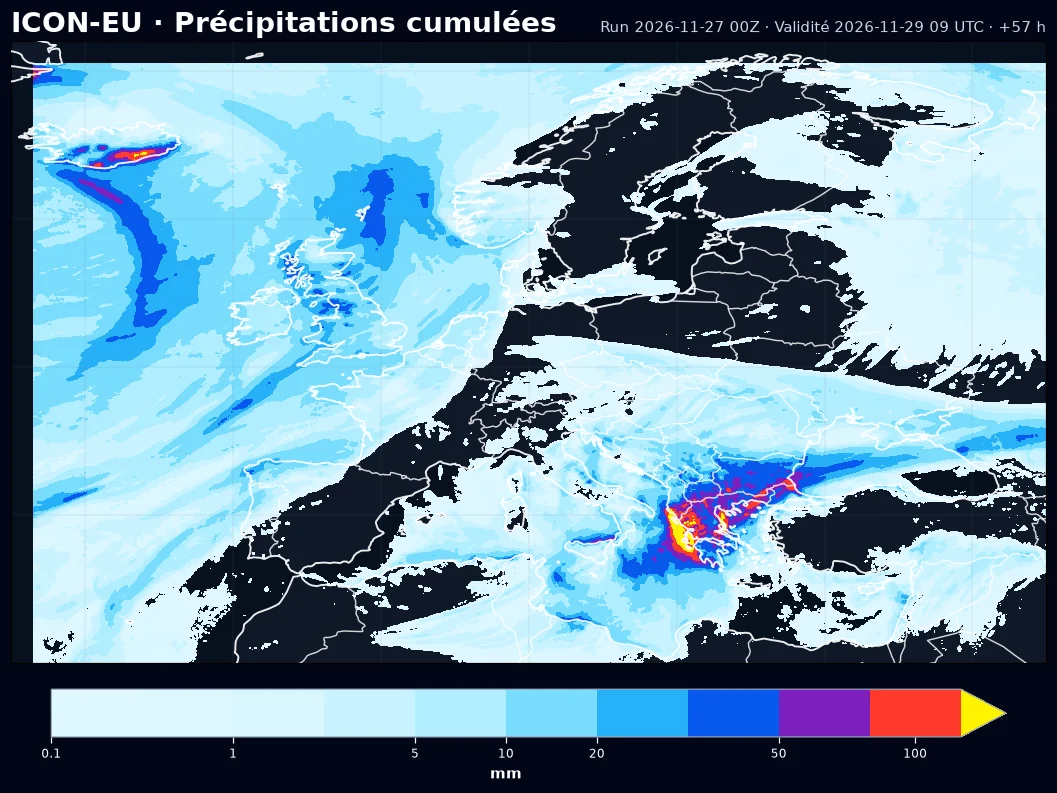 ICON-EU · Précipitations cumulées
Run 2026-11-27 00Z · Validité 2026-11-29 09 UTC · +57 h
0.1 1 5 10 20 50 100
mm